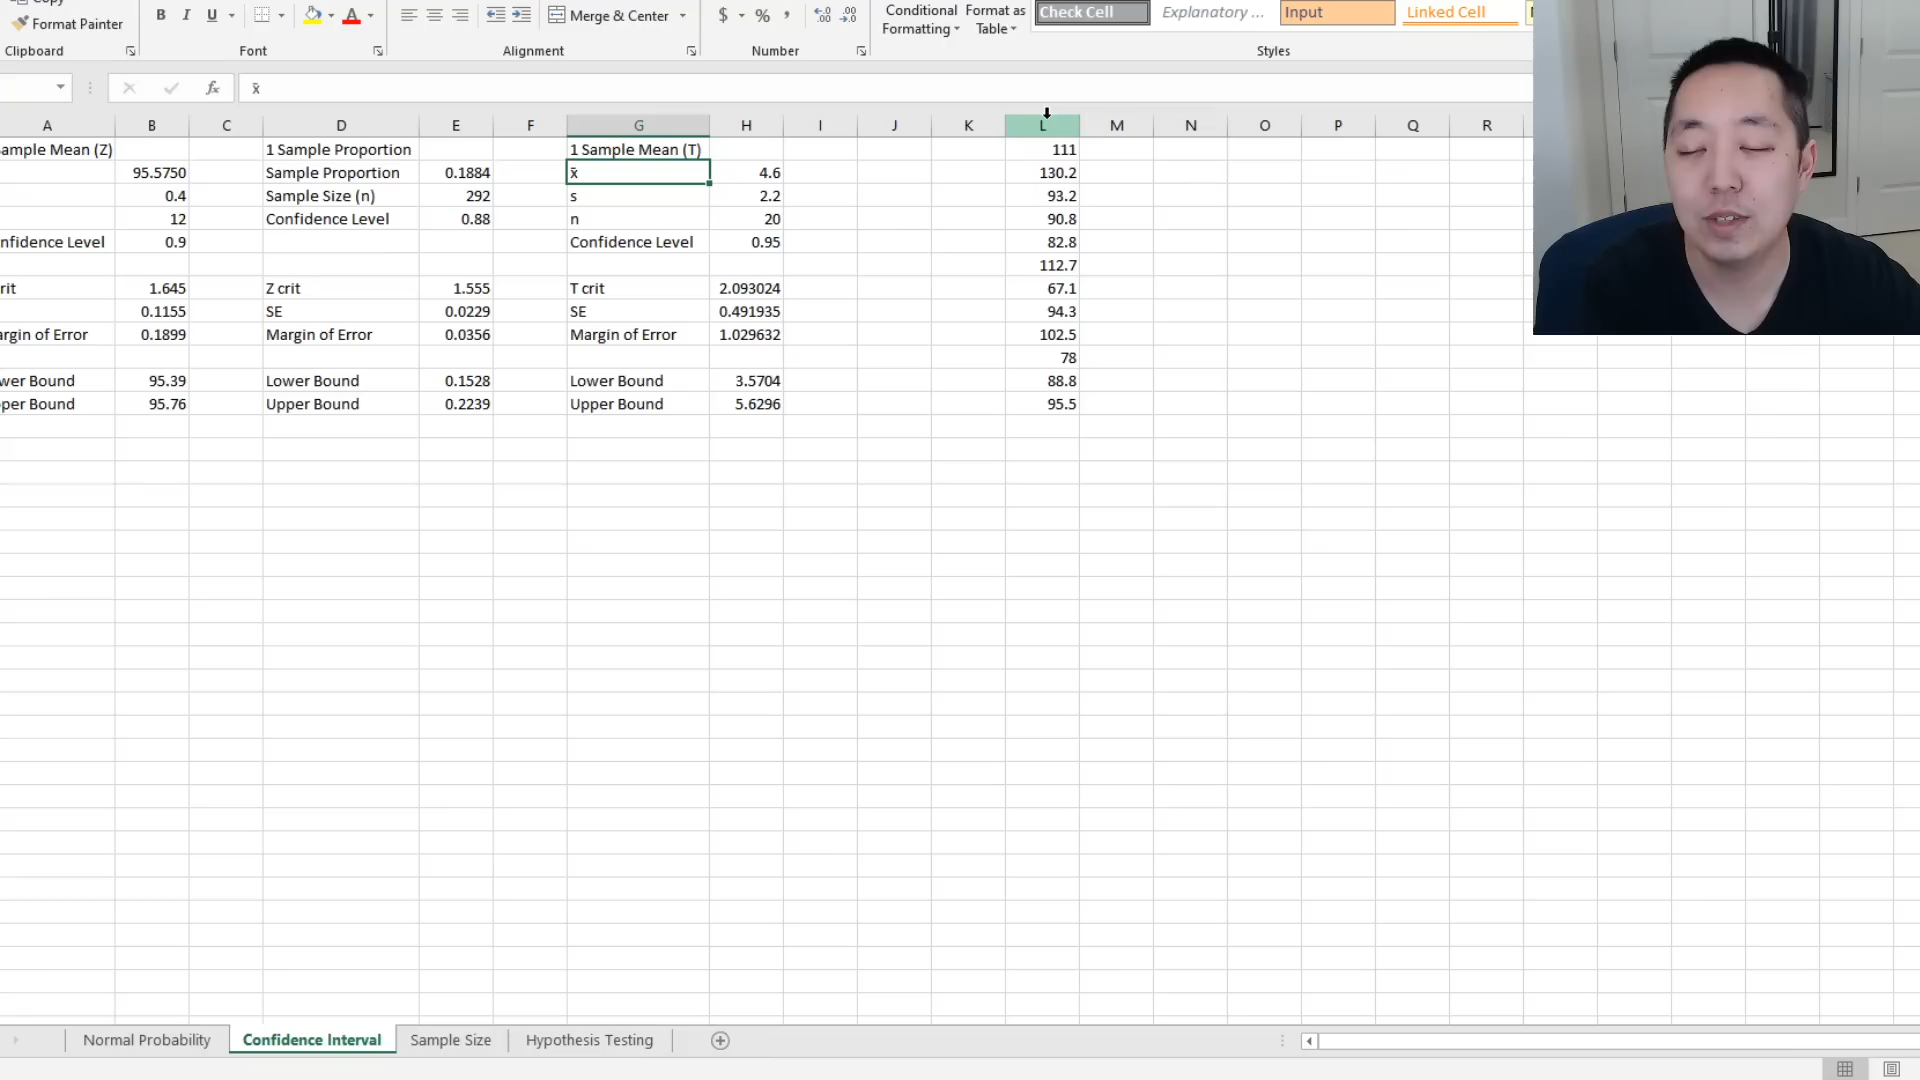 Copy
Format Painter
Clipboard
B I U
A
Font
Merge & Center
Alignment
$ % ,
Number
Conditional Formatting
Format as Table
Check Cell
Explanatory ...
Input
Linked Cell
Styles
fx
x̄
A B C D E F G H I J K L M N O P Q R
ample Mean (Z) 1 Sample Proportion 1 Sample Mean (T) 111
95.5750 Sample Proportion 0.1884 x̄ 4.6 130.2
0.4 Sample Size (n) 292 s 2.2 93.2
12 Confidence Level 0.88 n 20 90.8
nfidence Level 0.9 Confidence Level 0.95 82.8
112.7
rit 1.645 Z crit 1.555 T crit 2.093024 67.1
0.1155 SE 0.0229 SE 0.491935 94.3
argin of Error 0.1899 Margin of Error 0.0356 Margin of Error 1.029632 102.5
78
wer Bound 95.39 Lower Bound 0.1528 Lower Bound 3.5704 88.8
per Bound 95.76 Upper Bound 0.2239 Upper Bound 5.6296 95.5
Normal Probability Confidence Interval Sample Size Hypothesis Testing